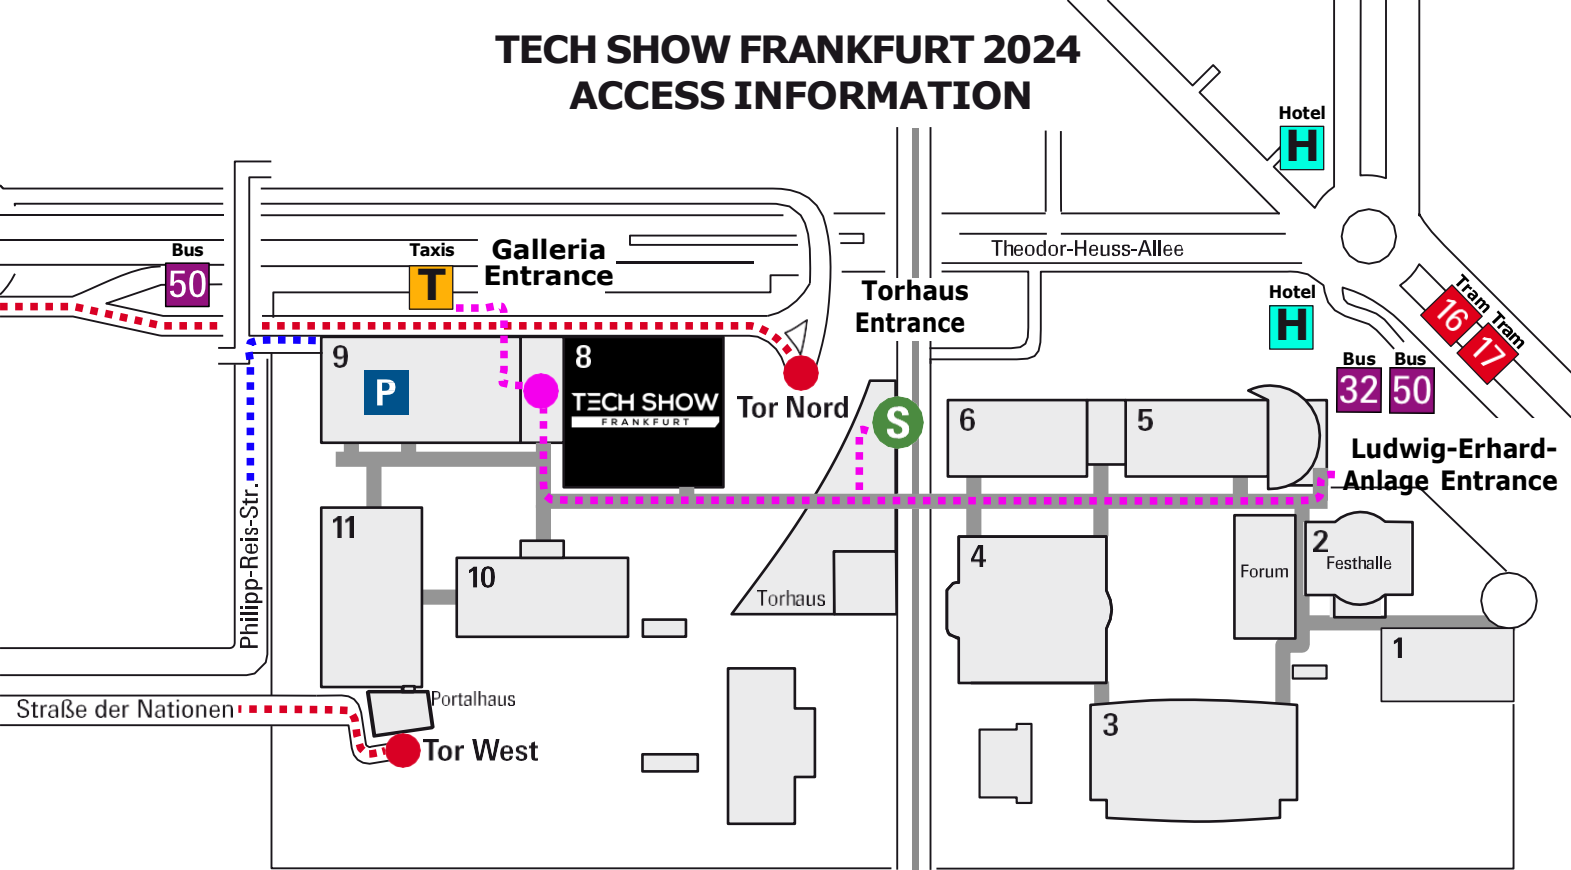 TECH SHOW FRANKFURT 2024
ACCESS INFORMATION
Hotel
H
Theodor-Heuss-Allee
Bus
50
Taxis
T
Galleria
Entrance
Torhaus
Entrance
Hotel
H
Tram
16
Tram
17
Bus
32
Bus
50
9
P
8
TECH SHOW
FRANKFURT
Tor Nord
S
6
5
Ludwig-Erhard-
Anlage Entrance
Philipp-Reis-Str.
11
10
Torhaus
4
Forum
2
Festhalle
1
Portalhaus
Straße der Nationen
Tor West
3